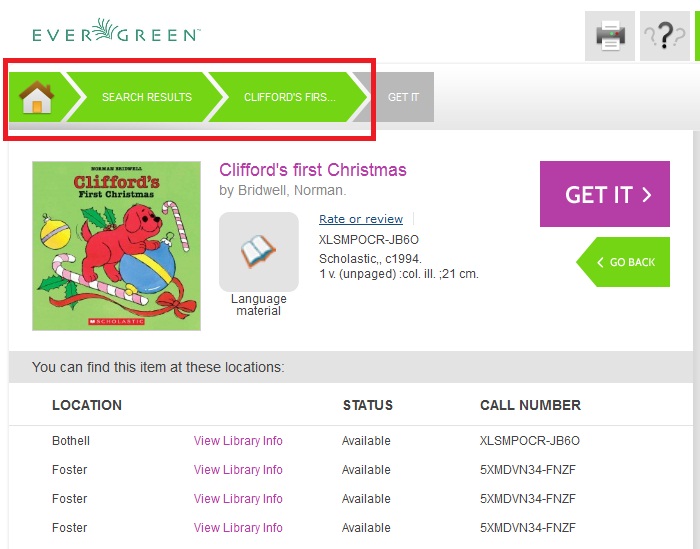 EVERGREEN™
SEARCH RESULTS
CLIFFORD'S FIRS...
GET IT
NORMAN BRIDWELL
Clifford's
First Christmas
SCHOLASTIC
Clifford's first Christmas
by Bridwell, Norman.
Rate or review
XLSMPOCR-JB6O
Scholastic,, c1994.
1 v. (unpaged) :col. ill. ;21 cm.
Language
material
GET IT
GO BACK
You can find this item at these locations:
LOCATION STATUS CALL NUMBER
Bothell View Library Info Available XLSMPOCR-JB6O
Foster View Library Info Available 5XMDVN34-FNZF
Foster View Library Info Available 5XMDVN34-FNZF
Foster View Library Info Available 5XMDVN34-FNZF